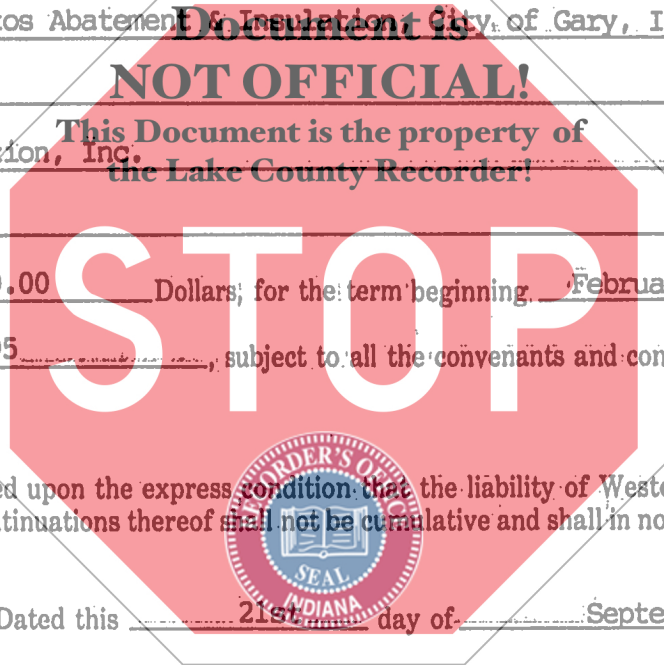 tos Abatement & Insulation, City of Gary, I
Document is
NOT OFFICIAL!
This Document is the property of
tion, Inc.
the Lake County Recorder!
STOP
.00 Dollars, for the term beginning Februa
95 , subject to all the convenants and con
ed upon the express condition that the liability of Weste
tinuations thereof shall not be cumulative and shall in no
RECORDER'S OFFICE
SEAL
INDIANA
Dated this 21st day of Septe